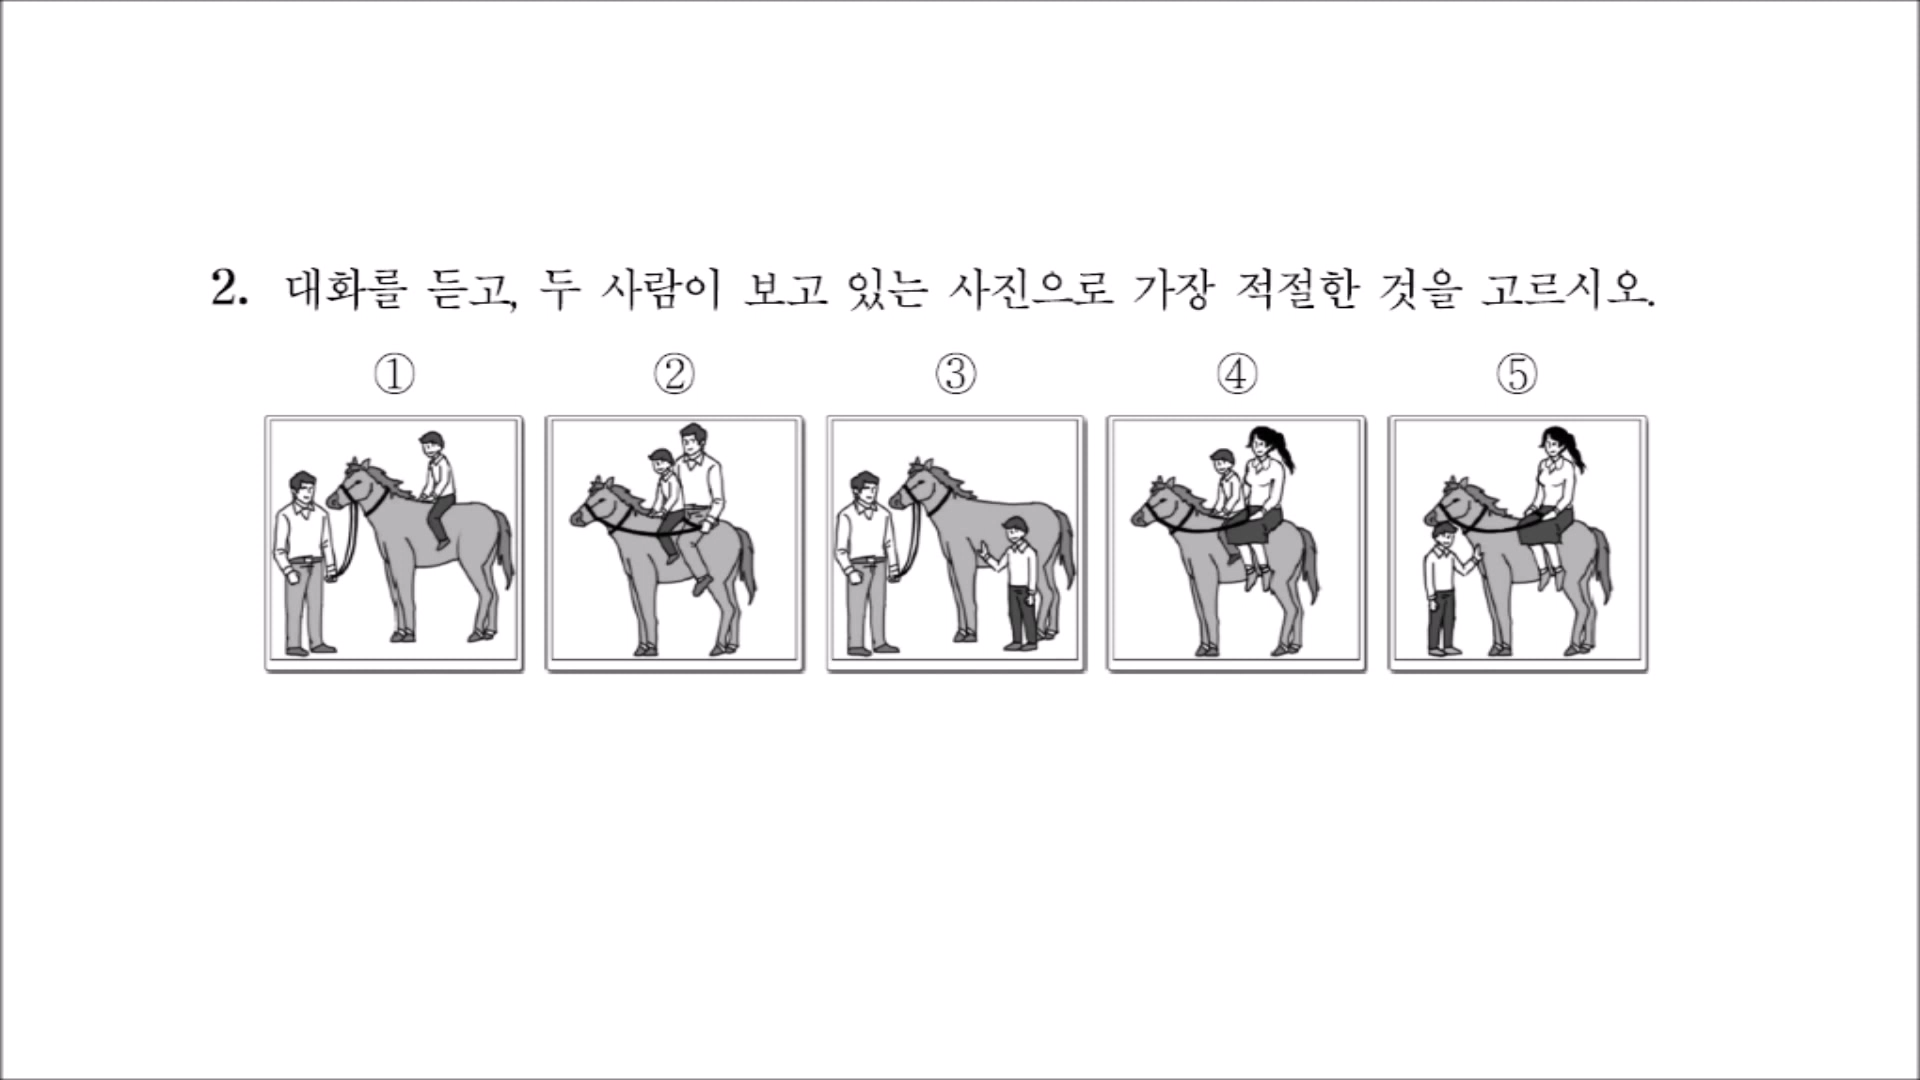 2. 대화를 듣고, 두 사람이 보고 있는 사진으로 가장 적절한 것을 고르시오.
① ② ③ ④ ⑤